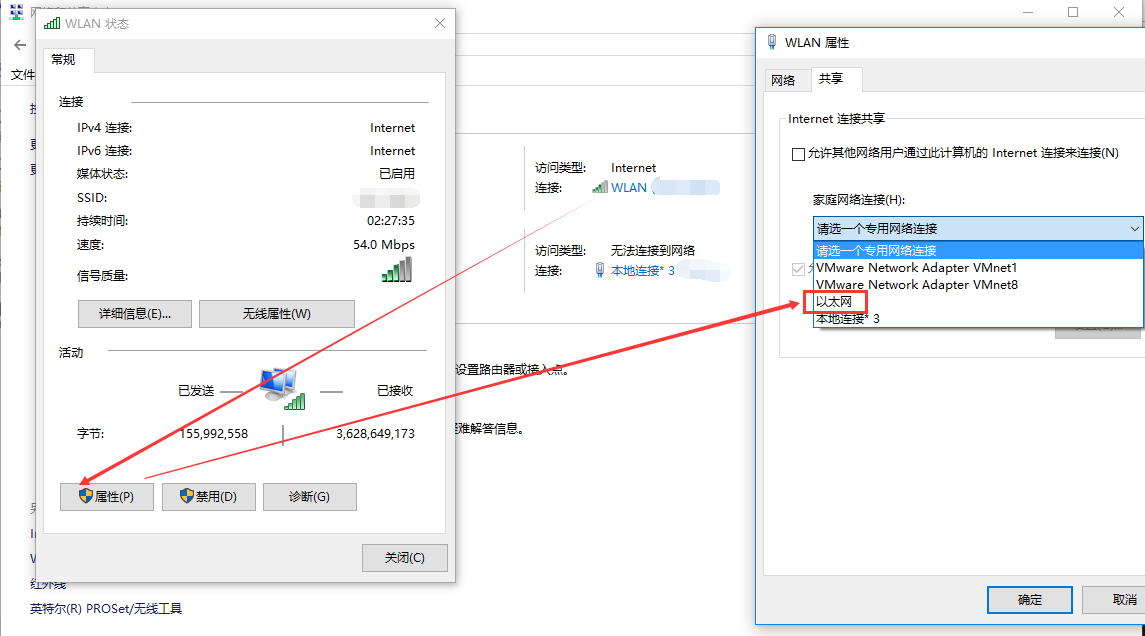 WLAN 状态
文件
常规
连接
IPv4 连接:
Internet
IPv6 连接:
Internet
媒体状态:
已启用
SSID:
持续时间:
02:27:35
速度:
54.0 Mbps
信号质量:
详细信息(E)...
无线属性(W)
活动
已发送
已接收
字节:
155,992,558
3,628,649,173
属性(P)
禁用(D)
诊断(G)
关闭(C)
红外线
英特尔(R) PROSet/无线工具
访问类型:
Internet
连接:
WLAN
访问类型:
无法连接到网络
连接:
本地连接* 3
设置路由器或接入点。
难解答信息。
WLAN 属性
网络
共享
Internet 连接共享
允许其他网络用户通过此计算机的 Internet 连接来连接(N)
家庭网络连接(H):
请选一个专用网络连接
请选一个专用网络连接
VMware Network Adapter VMnet1
VMware Network Adapter VMnet8
以太网
本地连接* 3
确定
取消